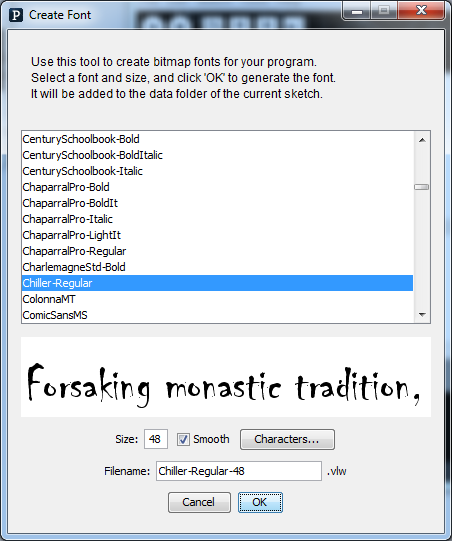 Create Font
Use this tool to create bitmap fonts for your program.
Select a font and size, and click 'OK' to generate the font.
It will be added to the data folder of the current sketch.
CenturySchoolbook-Bold
CenturySchoolbook-BoldItalic
CenturySchoolbook-Italic
ChaparralPro-Bold
ChaparralPro-BoldIt
ChaparralPro-Italic
ChaparralPro-LightIt
ChaparralPro-Regular
CharlemagneStd-Bold
Chiller-Regular
ColonnaMT
ComicSansMS
Forsaking monastic tradition,
Size: 48 Smooth Characters...
Filename: Chiller-Regular-48 .vlw
Cancel OK